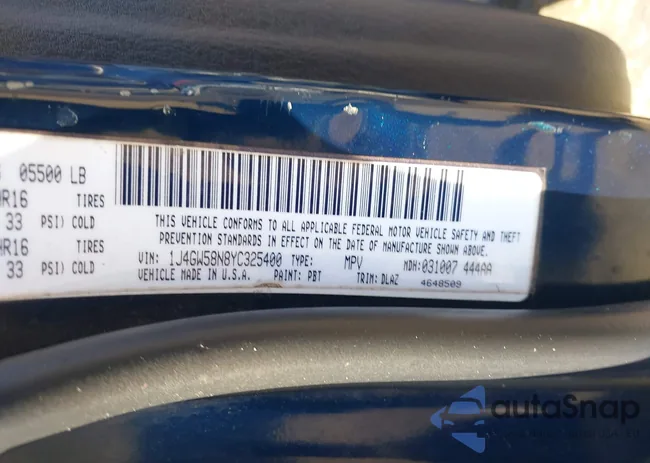 05500 LB
R16 TIRES
33 PSI) COLD
R16 TIRES
33 PSI) COLD
THIS VEHICLE CONFORMS TO ALL APPLICABLE FEDERAL MOTOR VEHICLE SAFETY AND THEFT
PREVENTION STANDARDS IN EFFECT ON THE DATE OF MANUFACTURE SHOWN ABOVE.
VIN: 1J4GW58N8YC325400 TYPE: MPV MDH: 031007 444AA
VEHICLE MADE IN U.S.A. PAINT: PBT TRIM: DLAZ 4648509
autoSnap